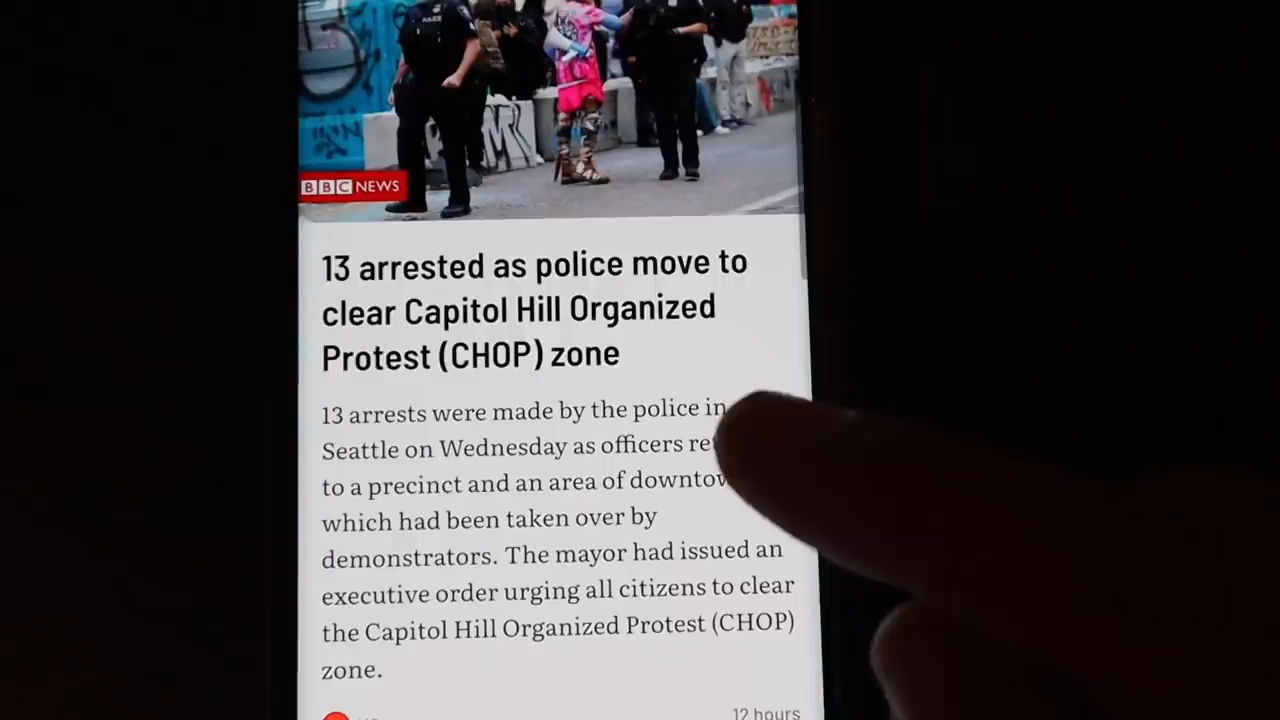 POLICE
BBC NEWS
13 arrested as police move to
clear Capitol Hill Organized
Protest (CHOP) zone
13 arrests were made by the police in
Seattle on Wednesday as officers
to a precinct and an area of
which had been taken over by
demonstrators. The mayor had issued an
executive order urging all citizens to clear
the Capitol Hill Organized Protest (CHOP)
zone.
12 hours